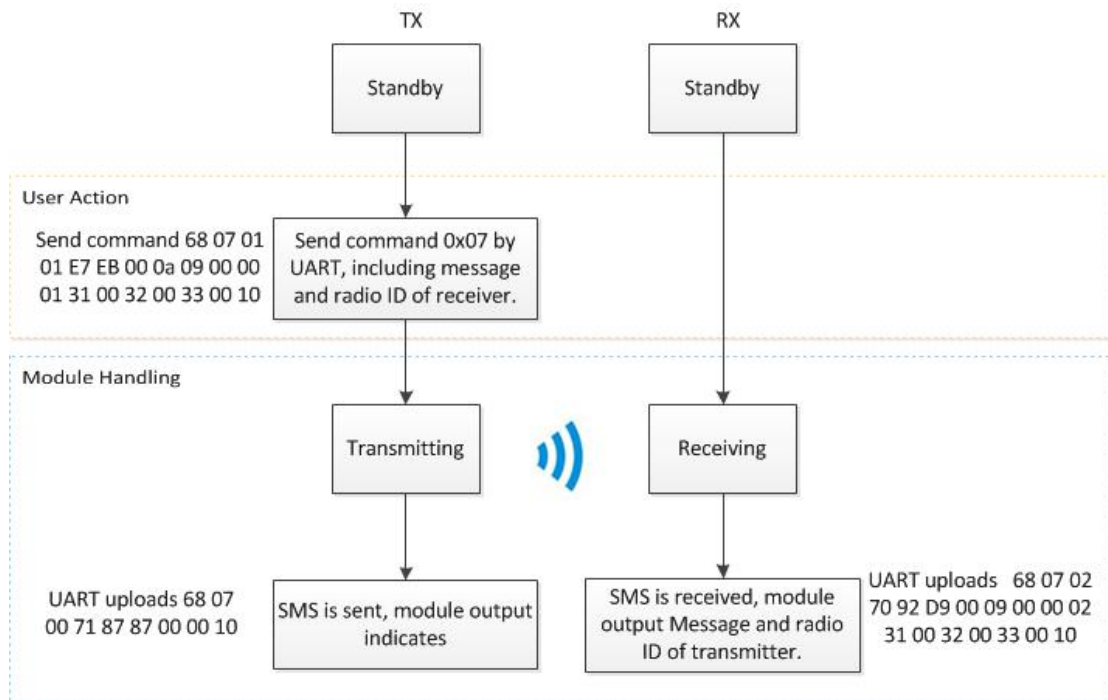 TX
RX
Standby
Standby
User Action
Send command 68 07 01
01 E7 EB 00 0a 09 00 00
01 31 00 32 00 33 00 10
Send command 0x07 by
UART, including message
and radio ID of receiver.
Module Handling
Transmitting
Receiving
UART uploads 68 07
00 71 87 87 00 00 10
SMS is sent, module output
indicates
SMS is received, module
output Message and radio
ID of transmitter.
UART uploads 68 07 02
70 92 D9 00 09 00 00 02
31 00 32 00 33 00 10